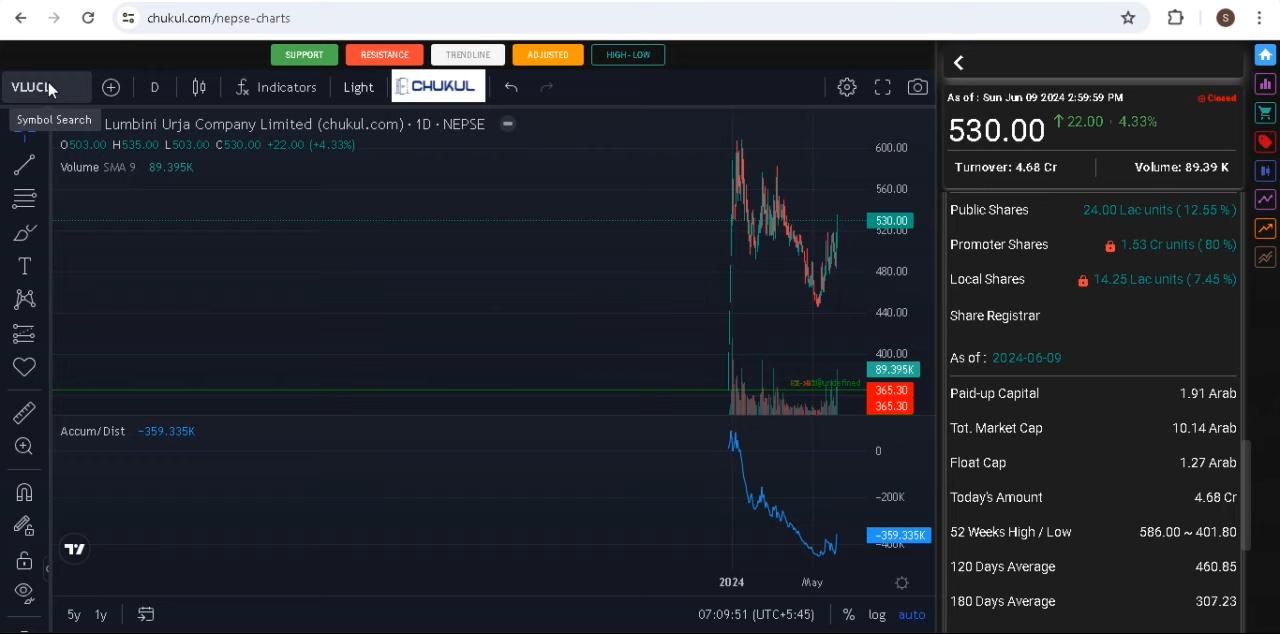 chukul.com/nepse-charts
S
SUPPORT RESISTANCE TRENDLINE ADJUSTED HIGH-LOW
VLUCL D Indicators Light CHUKUL
Symbol Search
Lumbini Urja Company Limited (chukul.com) · 1D · NEPSE
O503.00 H535.00 L503.00 C530.00 +22.00 (+4.33%)
Volume SMA 9 89.395K
600.00
560.00
530.00
520.00
480.00
440.00
400.00
89.395K
365.30
365.30
Accum/Dist -359.335K
0
-200K
-359.335K
-400K
2024 May
5y 1y 07:09:51 (UTC+5:45) % log auto
As of : Sun Jun 09 2024 2:59:59 PM Closed
530.00 ↑22.00 · 4.33%
Turnover: 4.68 Cr Volume: 89.39 K
Public Shares 24.00 Lac units ( 12.55 % )
Promoter Shares 1.53 Cr units ( 80 %)
Local Shares 14.25 Lac units ( 7.45 %)
Share Registrar
As of : 2024-06-09
Paid-up Capital 1.91 Arab
Tot. Market Cap 10.14 Arab
Float Cap 1.27 Arab
Today's Amount 4.68 Cr
52 Weeks High / Low 586.00 ~ 401.80
120 Days Average 460.85
180 Days Average 307.23